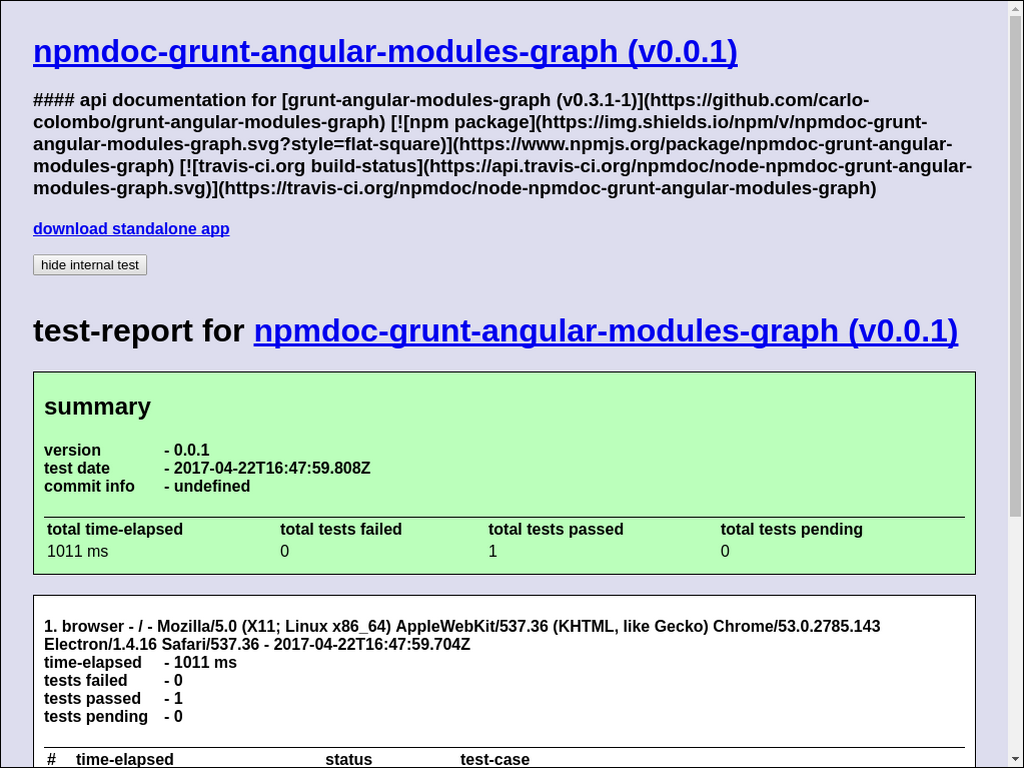 npmdoc-grunt-angular-modules-graph (v0.0.1)
#### api documentation for [grunt-angular-modules-graph (v0.3.1-1)](https://github.com/carlo-
colombo/grunt-angular-modules-graph) [![npm package](https://img.shields.io/npm/v/npmdoc-grunt-
angular-modules-graph.svg?style=flat-square)](https://www.npmjs.org/package/npmdoc-grunt-angular-
modules-graph) [![travis-ci.org build-status](https://api.travis-ci.org/npmdoc/node-npmdoc-grunt-angular-
modules-graph.svg)](https://travis-ci.org/npmdoc/node-npmdoc-grunt-angular-modules-graph)
download standalone app
hide internal test
test-report for npmdoc-grunt-angular-modules-graph (v0.0.1)
summary
version - 0.0.1
test date - 2017-04-22T16:47:59.808Z
commit info - undefined
total time-elapsed total tests failed total tests passed total tests pending
1011 ms 0 1 0
1. browser - / - Mozilla/5.0 (X11; Linux x86_64) AppleWebKit/537.36 (KHTML, like Gecko) Chrome/53.0.2785.143
Electron/1.4.16 Safari/537.36 - 2017-04-22T16:47:59.704Z
time-elapsed - 1011 ms
tests failed - 0
tests passed - 1
tests pending - 0
# time-elapsed status test-case